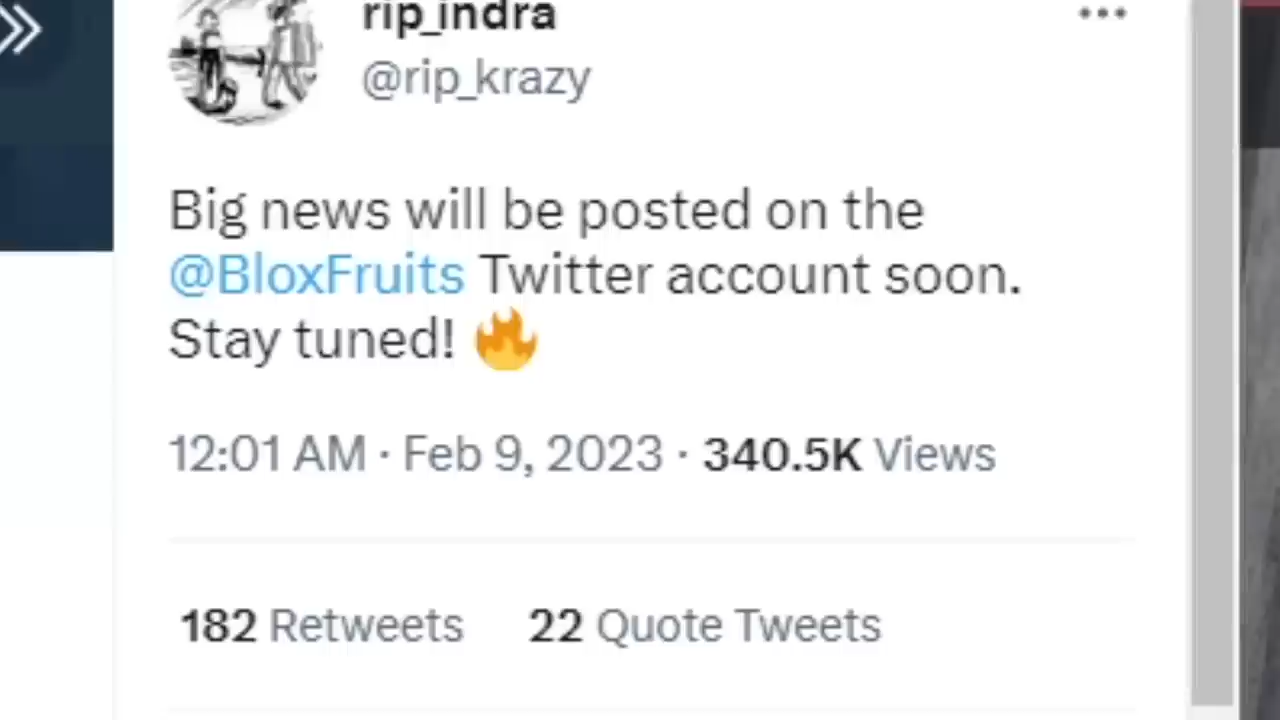 rip_indra
@rip_krazy
Big news will be posted on the
@BloxFruits Twitter account soon.
Stay tuned! 🔥
12:01 AM · Feb 9, 2023 · 340.5K Views
182 Retweets 22 Quote Tweets